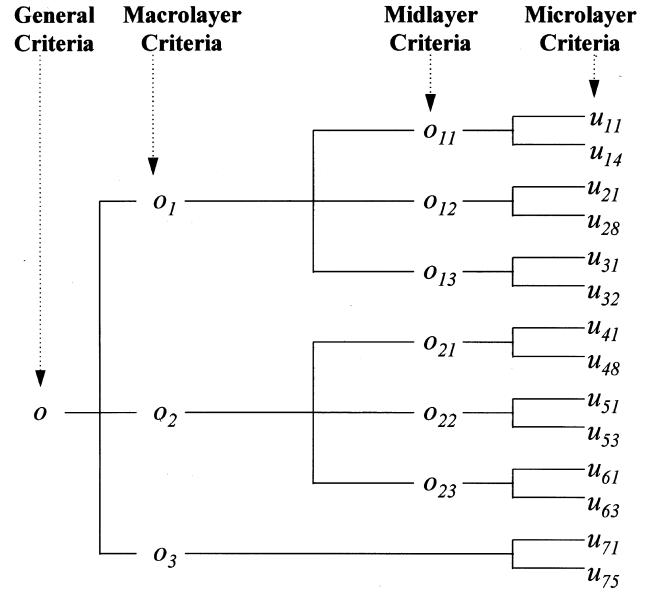 General Macrolayer Midlayer Microlayer
Criteria Criteria Criteria Criteria
u11
o11
u14
u21
o1 o12
u28
u31
o13
u32
u41
o21
u48
u51
o o2 o22
u53
u61
o23
u63
u71
o3
u75